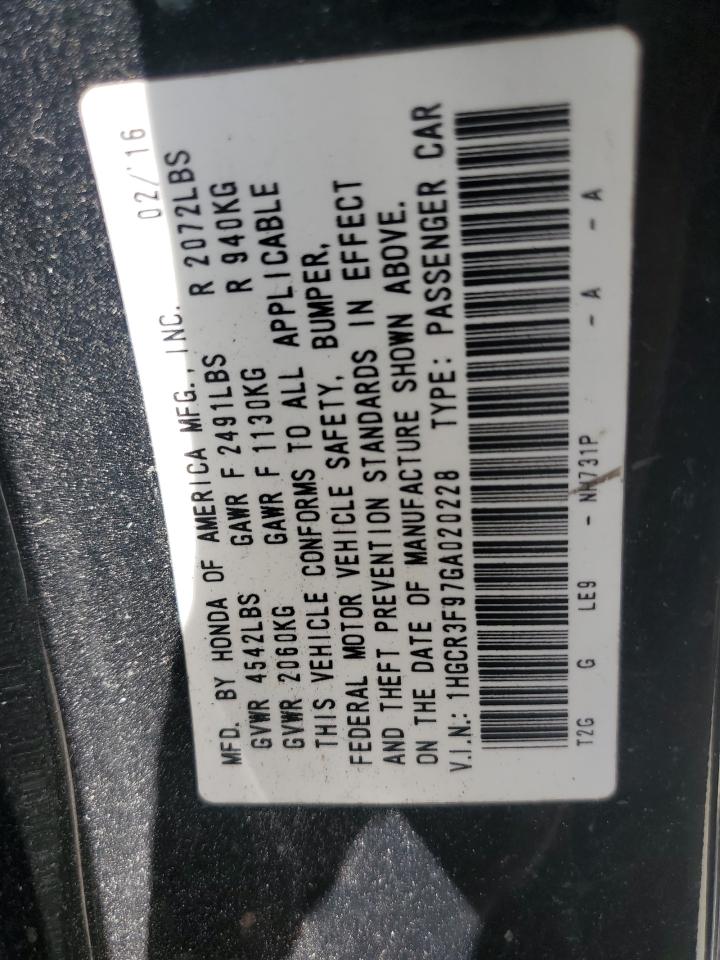 MFD. BY HONDA OF AMERICA MFG., INC. 02/'16
GVWR 4542LBS GAWR F 2491LBS R 2072LBS
GVWR 2060KG GAWR F 1130KG R 940KG
THIS VEHICLE CONFORMS TO ALL APPLICABLE
FEDERAL MOTOR VEHICLE SAFETY, BUMPER,
AND THEFT PREVENTION STANDARDS IN EFFECT
ON THE DATE OF MANUFACTURE SHOWN ABOVE.
V.I.N.: 1HGCR3F97GA020228 TYPE: PASSENGER CAR
T2G G LE9 - NH731P - A - A